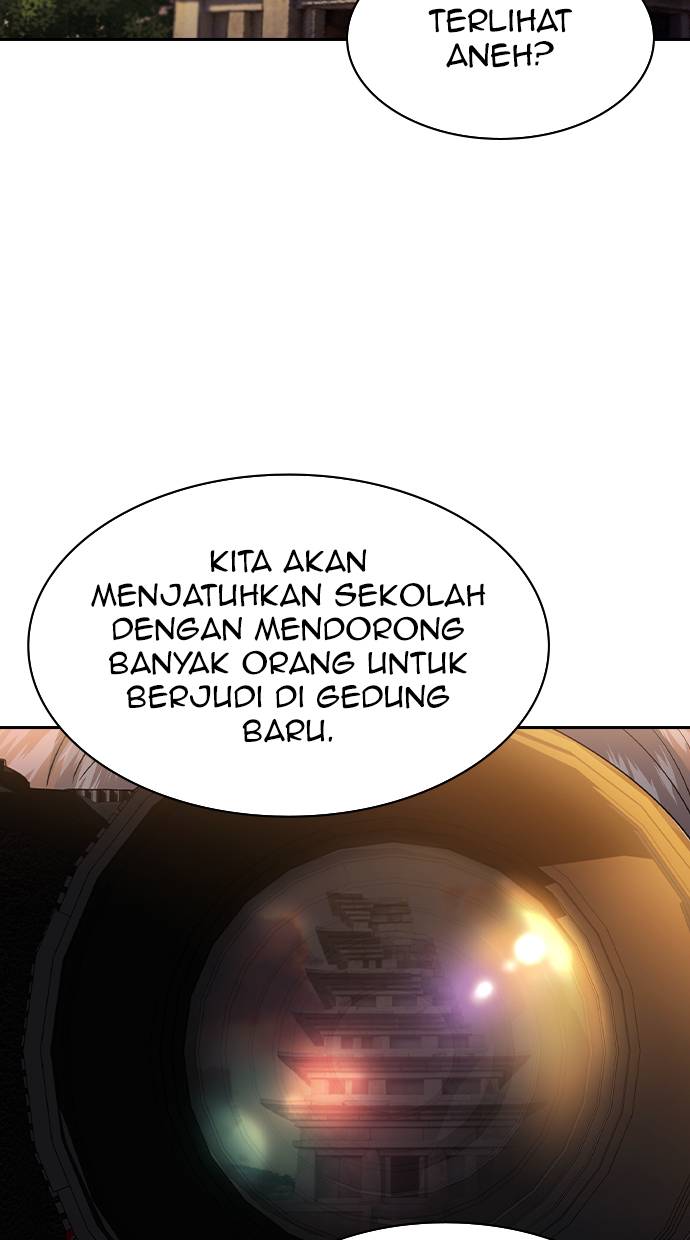 TERLIHAT
ANEH?
KITA AKAN
MENJATUHKAN SEKOLAH
DENGAN MENDORONG
BANYAK ORANG UNTUK
BERJUDI DI GEDUNG
BARU.